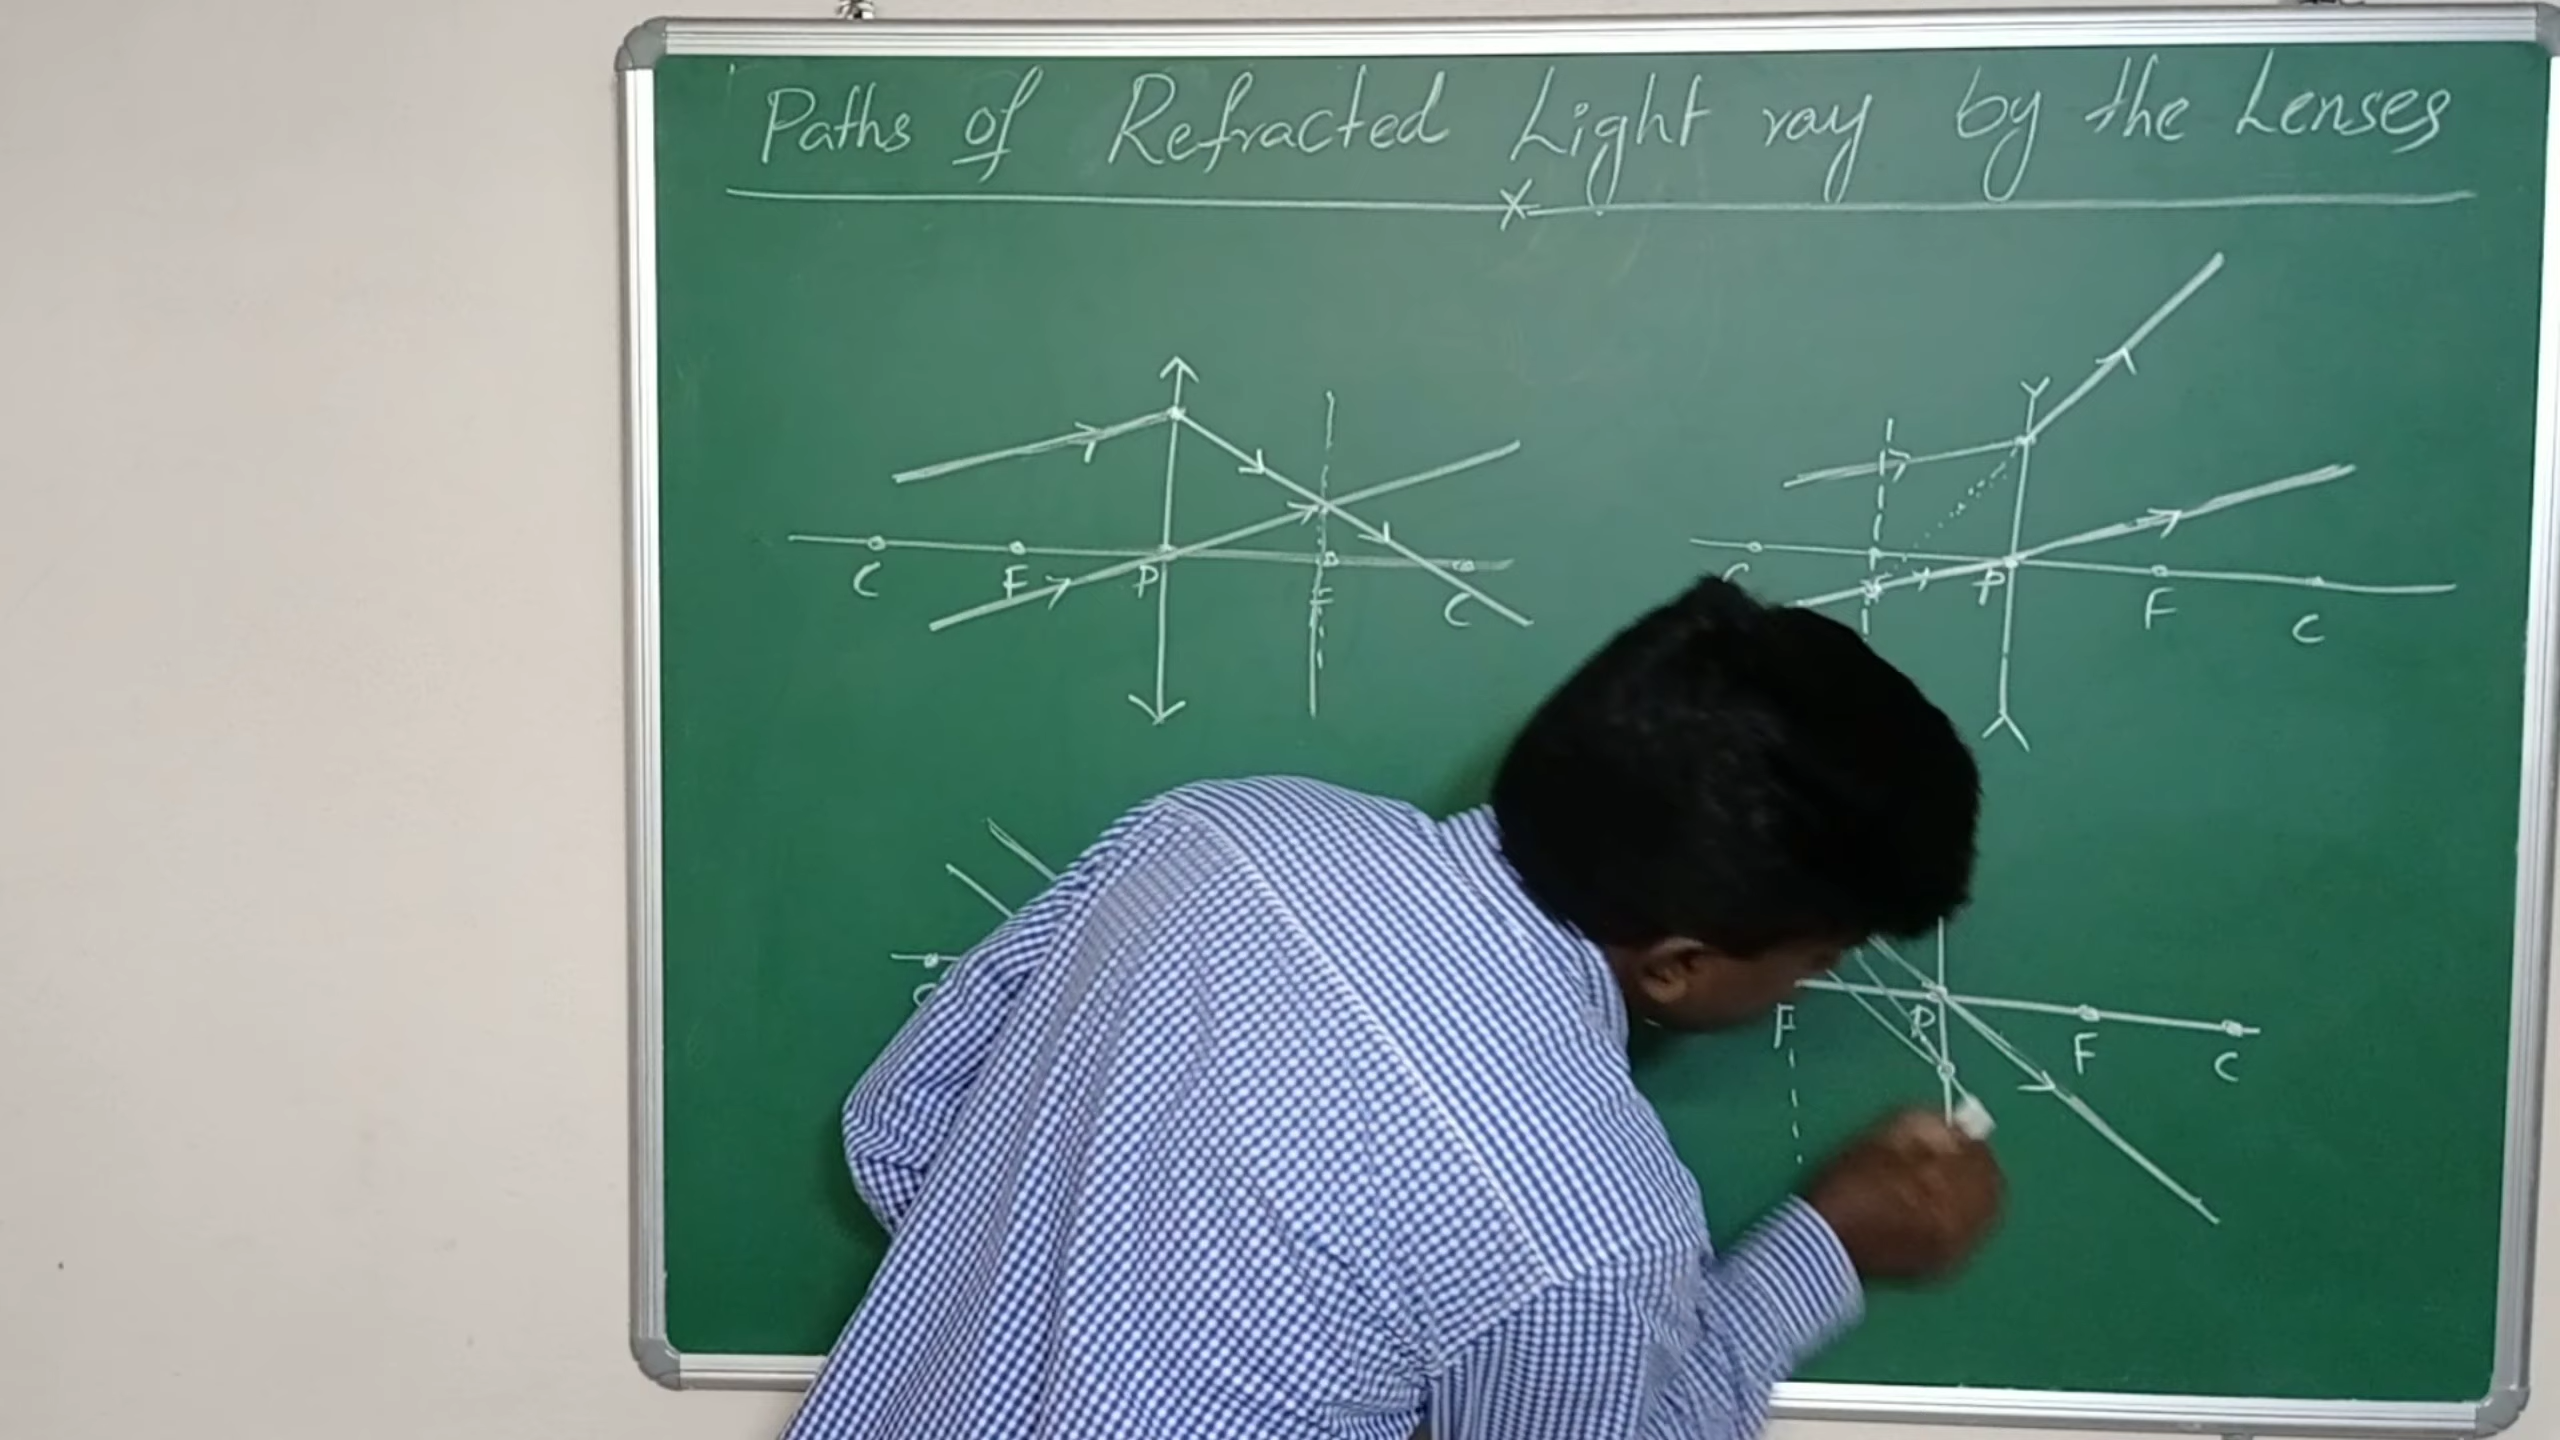 Paths of Refracted Light ray by the Lenses
C F P F C
P F C
F P F C